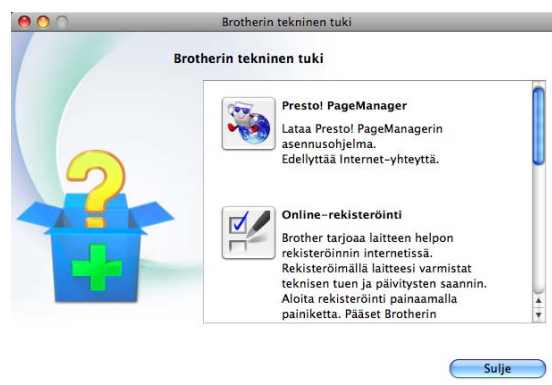 Brotherin tekninen tuki
Brotherin tekninen tuki
Presto! PageManager
Lataa Presto! PageManagerin
asennusohjelma.
Edellyttää Internet-yhteyttä.
Online-rekisteröinti
Brother tarjoaa laitteen helpon
rekisteröinnin internetissä.
Rekisteröimällä laitteesi varmistat
teknisen tuen ja päivitysten saannin.
Aloita rekisteröinti painaamalla
painiketta. Pääset Brotherin
Sulje